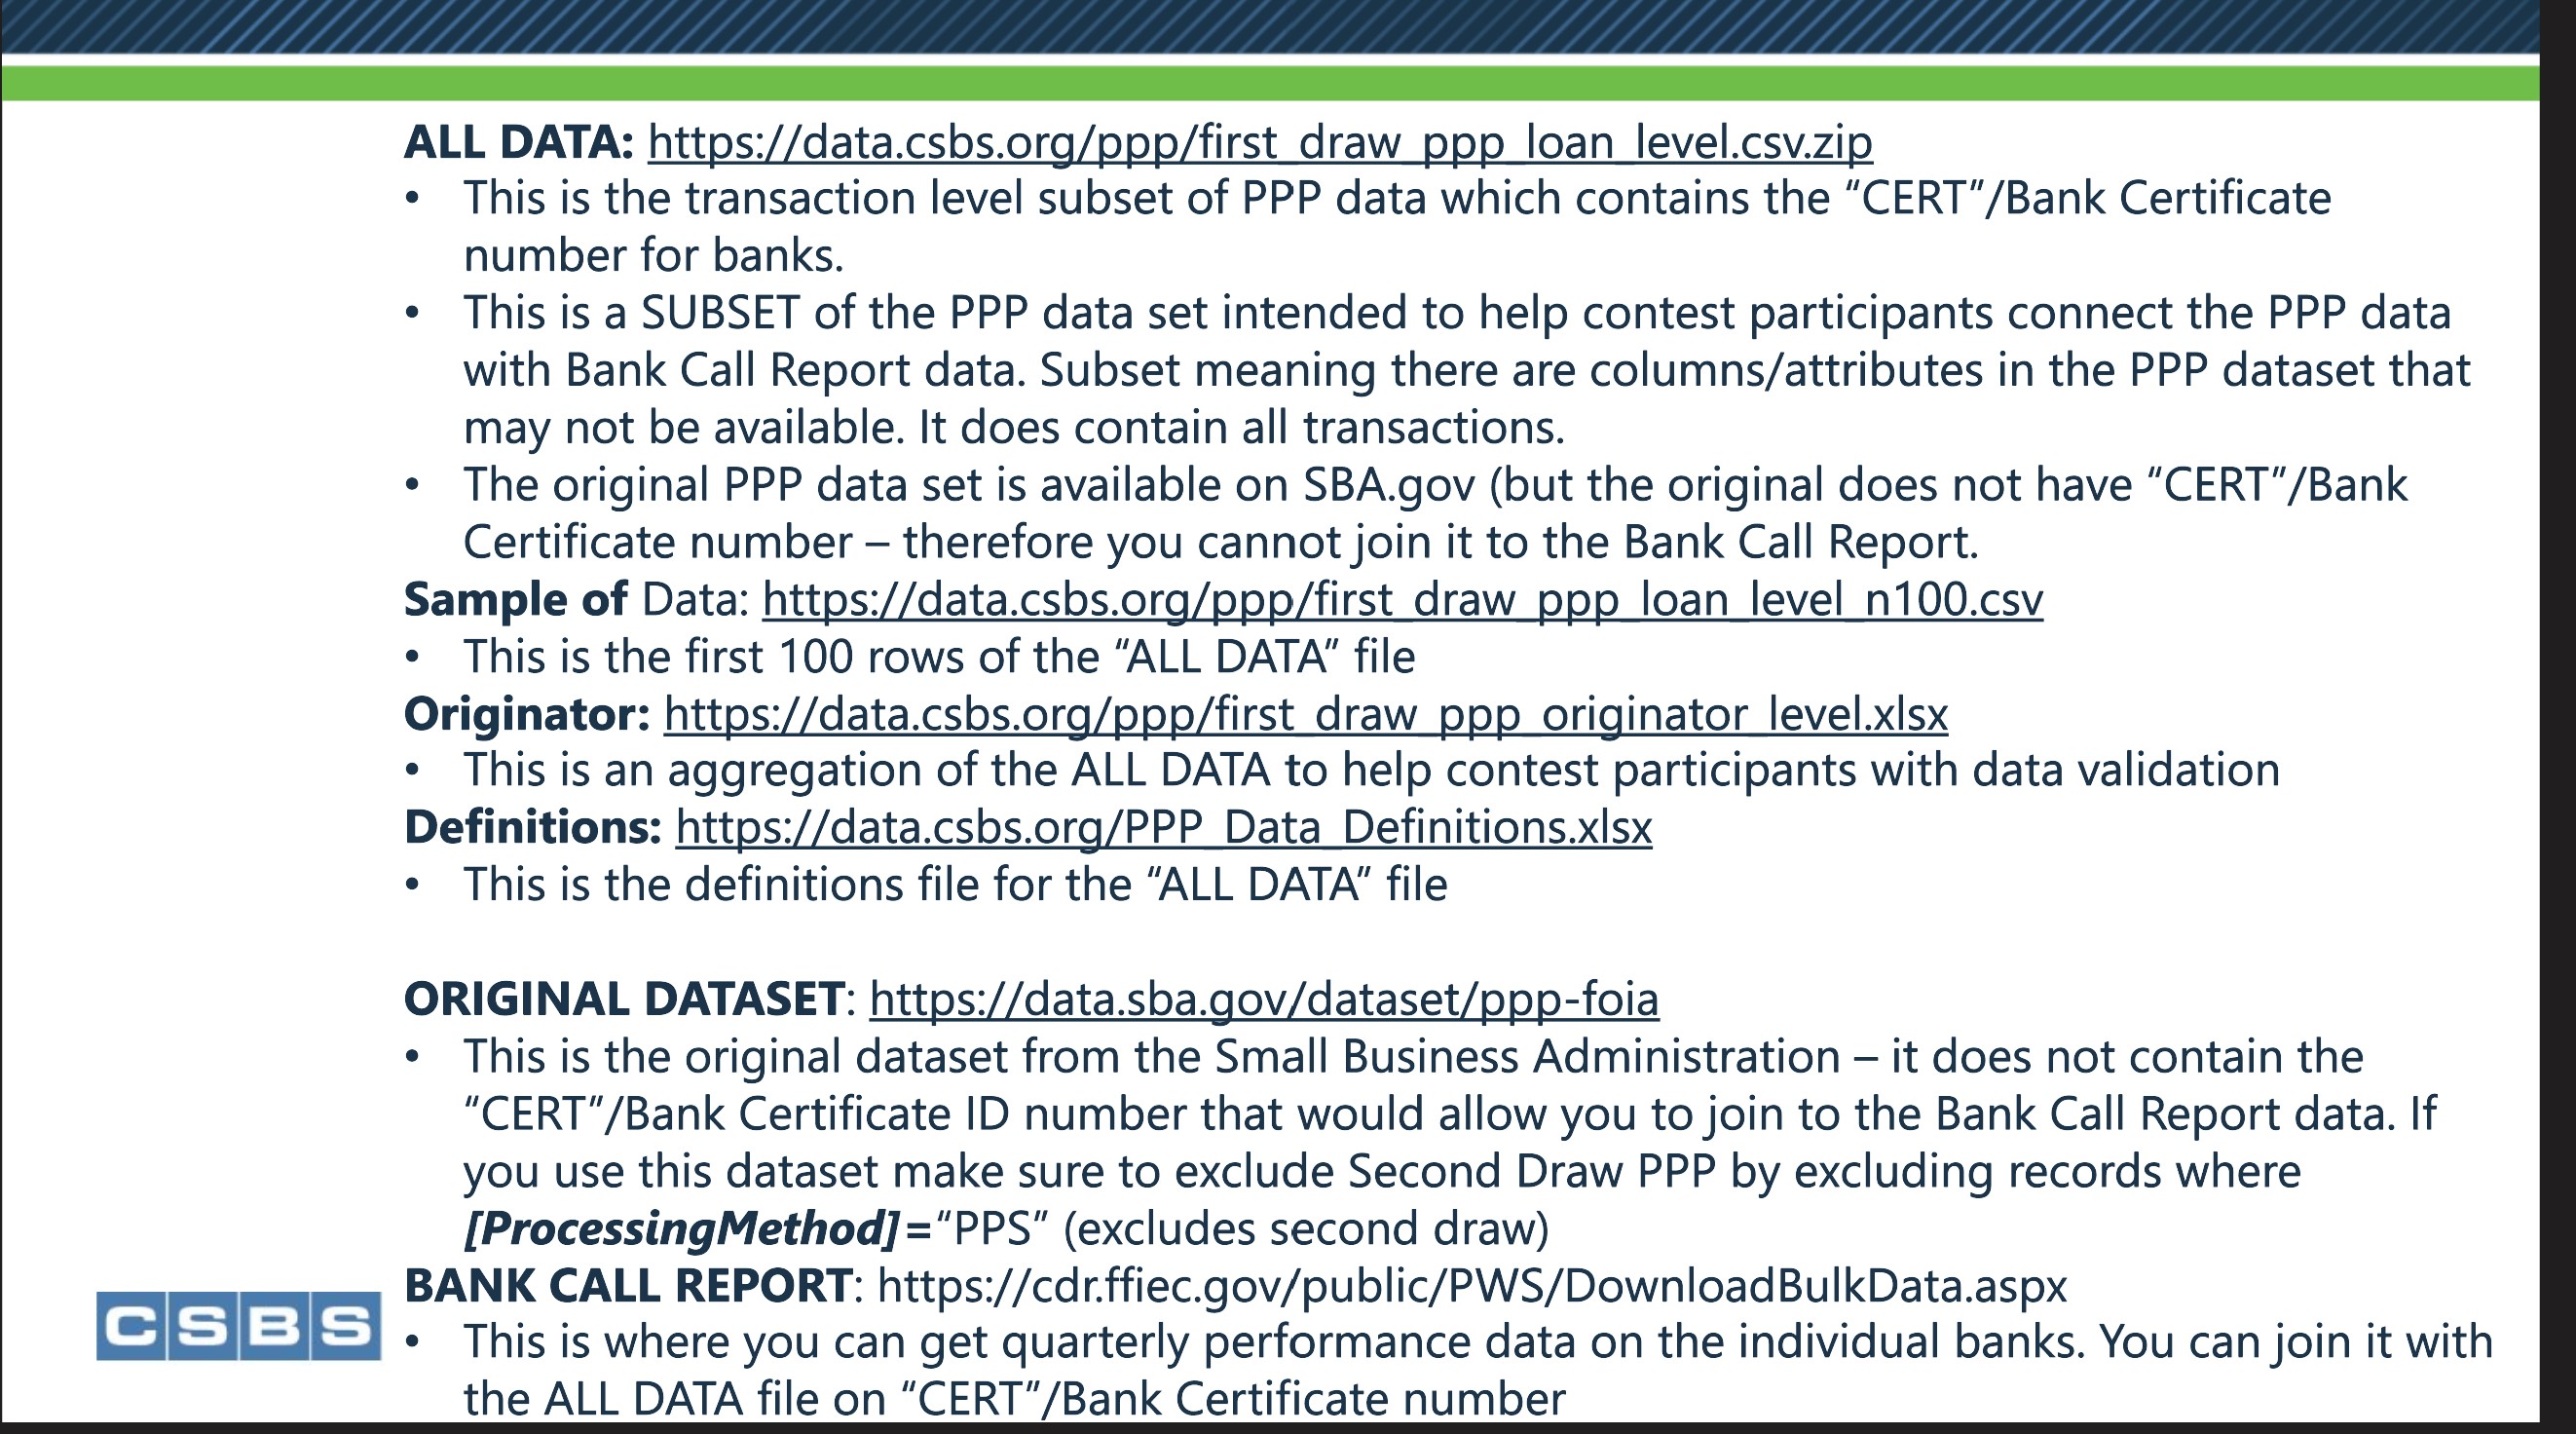 ALL DATA: https://data.csbs.org/ppp/first_draw_ppp_loan_level.csv.zip
• This is the transaction level subset of PPP data which contains the “CERT”/Bank Certificate
number for banks.
• This is a SUBSET of the PPP data set intended to help contest participants connect the PPP data
with Bank Call Report data. Subset meaning there are columns/attributes in the PPP dataset that
may not be available. It does contain all transactions.
• The original PPP data set is available on SBA.gov (but the original does not have “CERT”/Bank
Certificate number – therefore you cannot join it to the Bank Call Report.
Sample of Data: https://data.csbs.org/ppp/first_draw_ppp_loan_level_n100.csv
• This is the first 100 rows of the “ALL DATA” file
Originator: https://data.csbs.org/ppp/first_draw_ppp_originator_level.xlsx
• This is an aggregation of the ALL DATA to help contest participants with data validation
Definitions: https://data.csbs.org/PPP_Data_Definitions.xlsx
• This is the definitions file for the “ALL DATA” file
ORIGINAL DATASET: https://data.sba.gov/dataset/ppp-foia
• This is the original dataset from the Small Business Administration – it does not contain the
“CERT”/Bank Certificate ID number that would allow you to join to the Bank Call Report data. If
you use this dataset make sure to exclude Second Draw PPP by excluding records where
[ProcessingMethod]=“PPS” (excludes second draw)
BANK CALL REPORT: https://cdr.ffiec.gov/public/PWS/DownloadBulkData.aspx
• This is where you can get quarterly performance data on the individual banks. You can join it with
the ALL DATA file on “CERT”/Bank Certificate number
CSBS